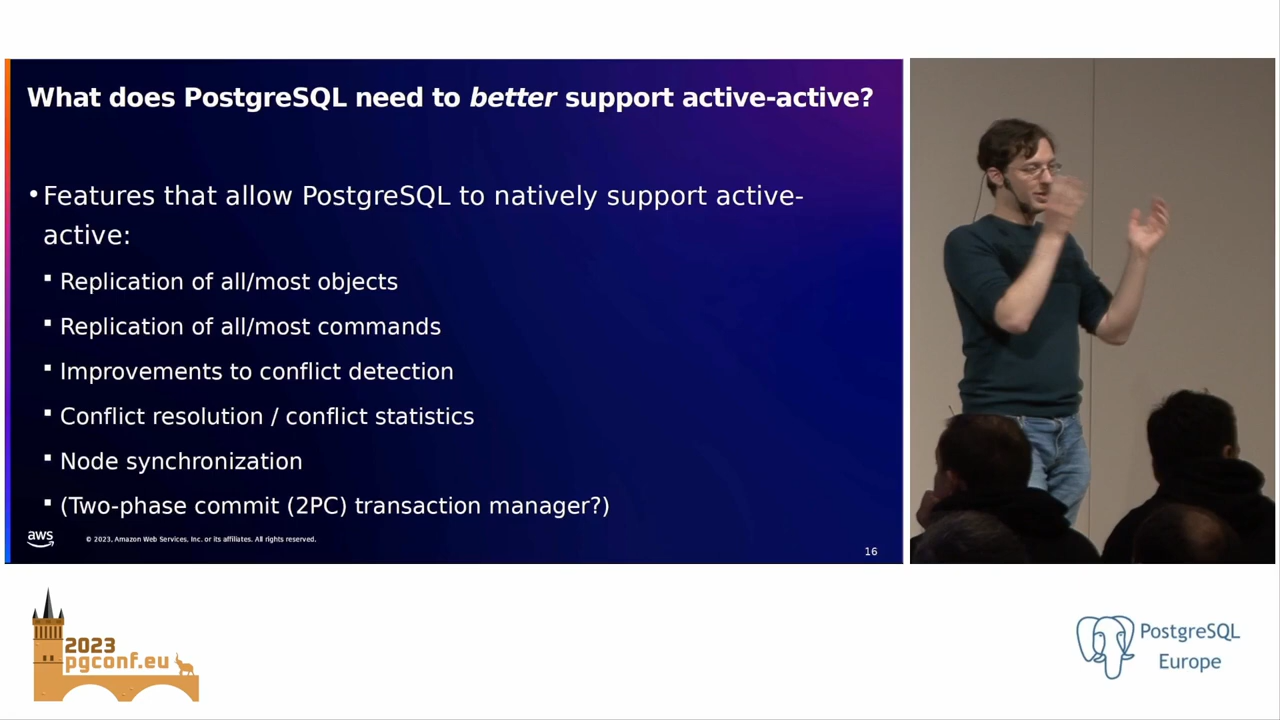 What does PostgreSQL need to better support active-active?
• Features that allow PostgreSQL to natively support active-
active:
▪ Replication of all/most objects
▪ Replication of all/most commands
▪ Improvements to conflict detection
▪ Conflict resolution / conflict statistics
▪ Node synchronization
▪ (Two-phase commit (2PC) transaction manager?)
aws
© 2023, Amazon Web Services, Inc. or its affiliates. All rights reserved.
16
2023
pgconf.eu
PostgreSQL
Europe